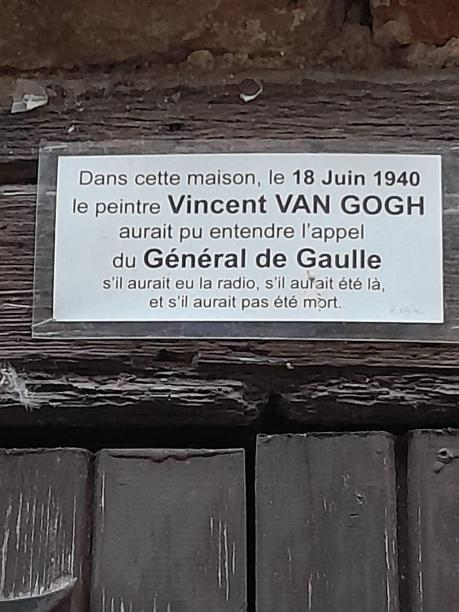 Dans cette maison, le 18 Juin 1940
le peintre Vincent VAN GOGH
aurait pu entendre l'appel
du Général de Gaulle
s'il aurait eu la radio, s'il aurait été là,
et s'il aurait pas été mort.